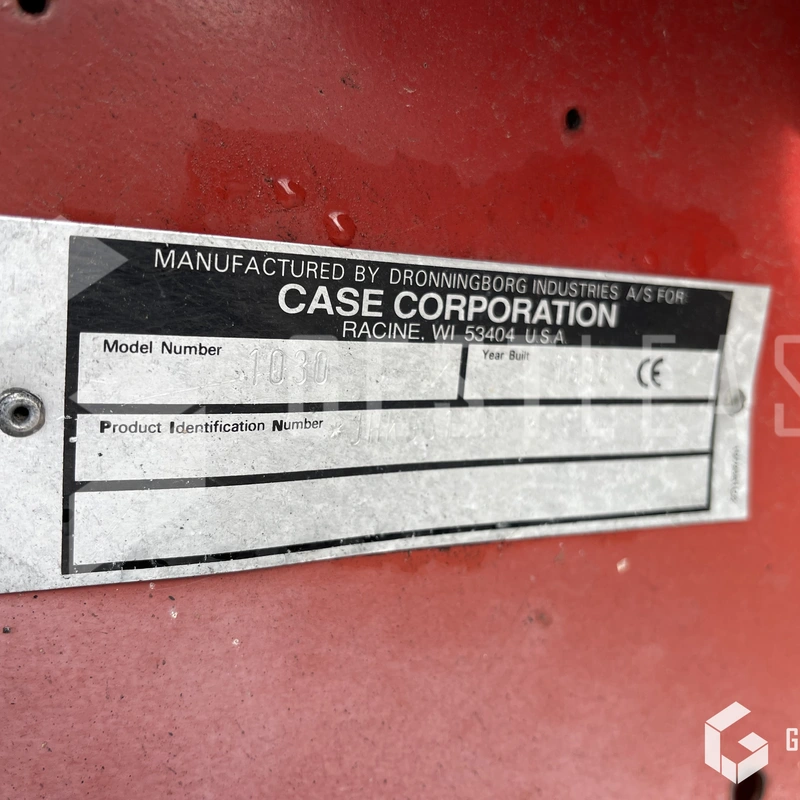 MANUFACTURED BY DRONNINGBORG INDUSTRIES A/S FOR
CASE CORPORATION
RACINE, WI 53404 U.S.A.
Model Number 1030 Year Built CE
Product Identification Number
G